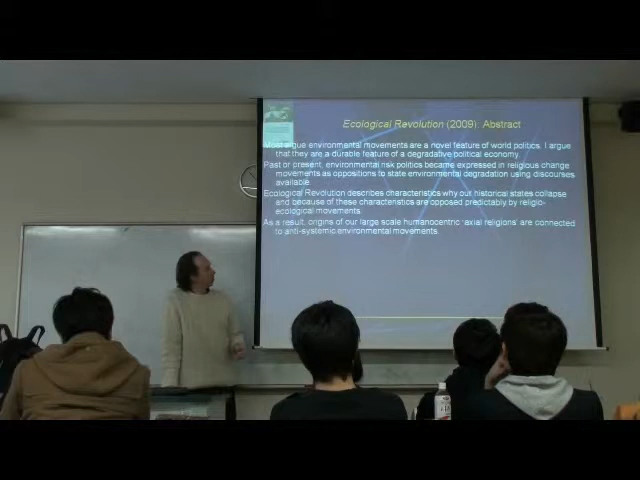 Ecological Revolution (2009): Abstract
Most argue environmental movements are a novel feature of world politics. I argue
that they are a durable feature of a degradative political economy.
Past or present, environmental risk politics became expressed in religious change
movements as oppositions to state environmental degradation using discourses
available.
Ecological Revolution describes characteristics why our historical states collapse
and because of these characteristics are opposed predictably by religio-
ecological movements.
As a result, origins of our large scale humanocentric 'axial religions' are connected
to anti-systemic environmental movements.